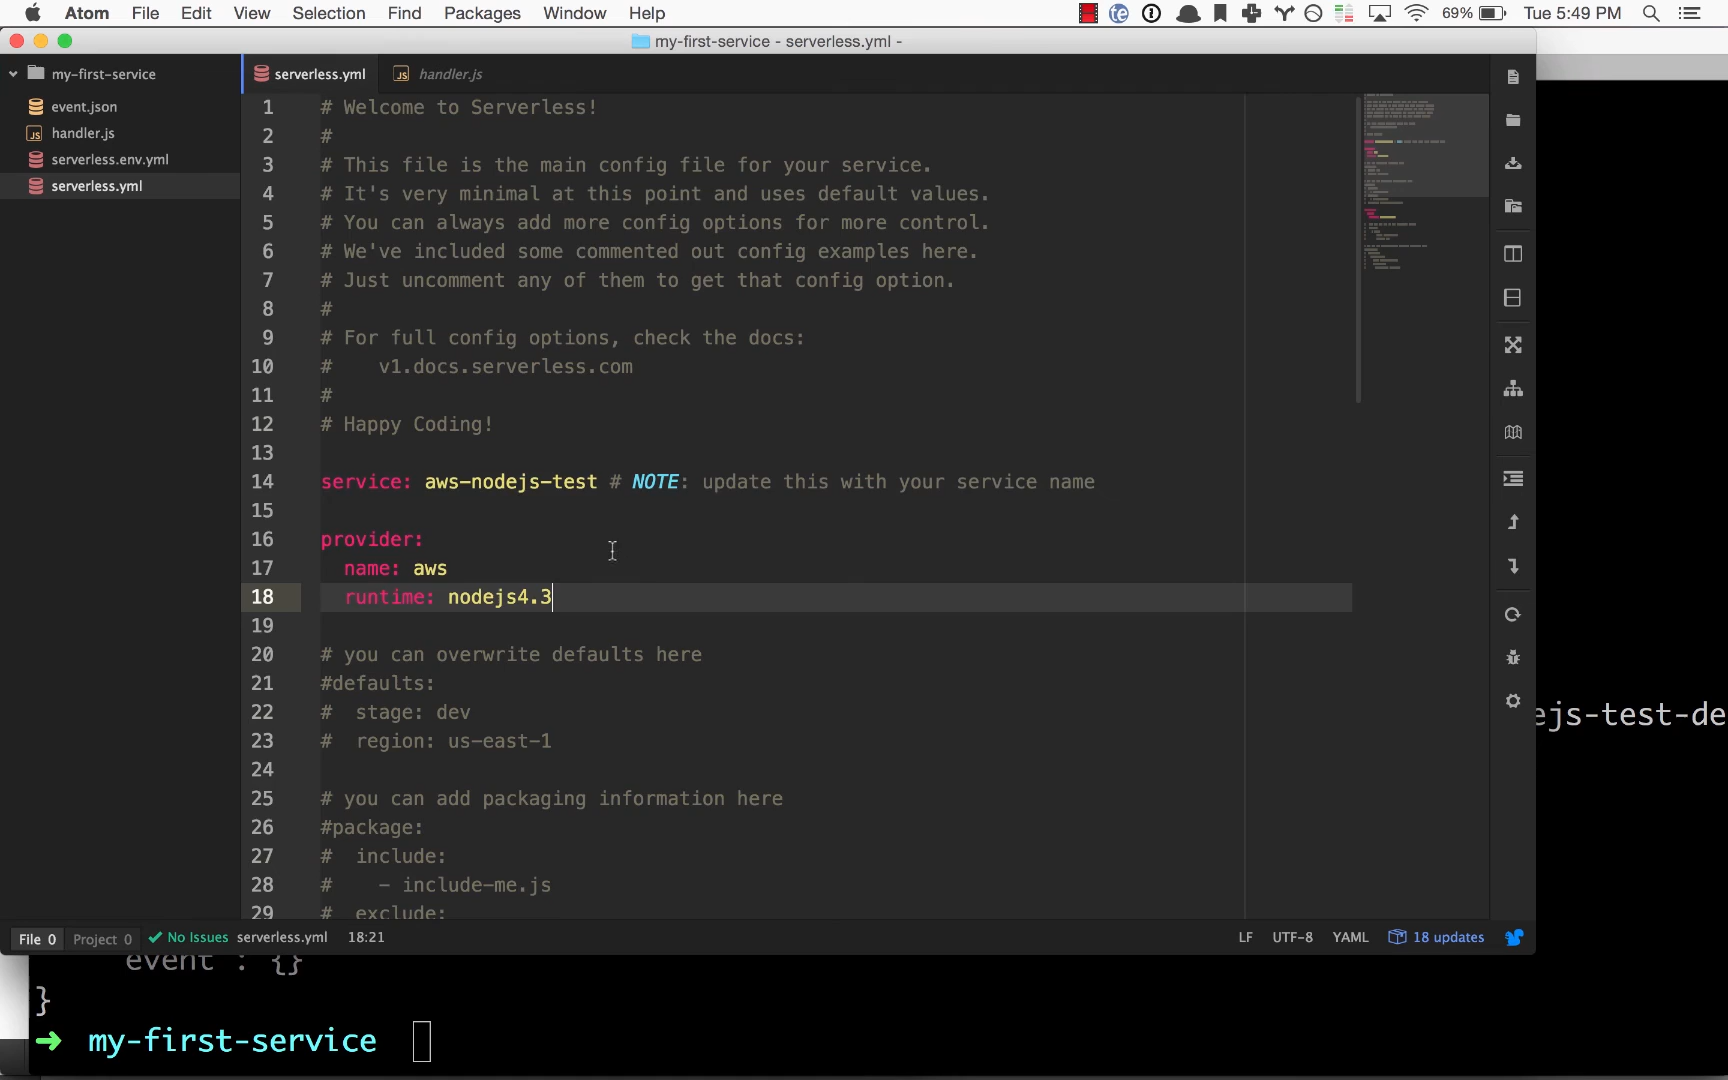 Atom File Edit View Selection Find Packages Window Help 69% Tue 5:49 PM
my-first-service - serverless.yml -
my-first-service
event.json
handler.js
serverless.env.yml
serverless.yml
serverless.yml handler.js
1 # Welcome to Serverless!
2 #
3 # This file is the main config file for your service.
4 # It's very minimal at this point and uses default values.
5 # You can always add more config options for more control.
6 # We've included some commented out config examples here.
7 # Just uncomment any of them to get that config option.
8 #
9 # For full config options, check the docs:
10 #    v1.docs.serverless.com
11 #
12 # Happy Coding!
13
14 service: aws-nodejs-test # NOTE: update this with your service name
15
16 provider:
17   name: aws
18   runtime: nodejs4.3
19
20 # you can overwrite defaults here
21 #defaults:
22 #  stage: dev
23 #  region: us-east-1
24
25 # you can add packaging information here
26 #package:
27 #  include:
28 #    - include-me.js
29 #  exclude:
ejs-test-de
File 0 Project 0 No Issues serverless.yml 18:21 LF UTF-8 YAML 18 updates
event : {}
}
➜ my-first-service